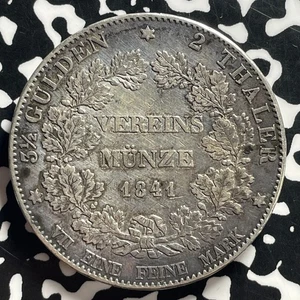 3½ GULDEN ★ 2 THALER
VEREINS
MÜNZE
1841
★ VII EINE FEINE MARK ★